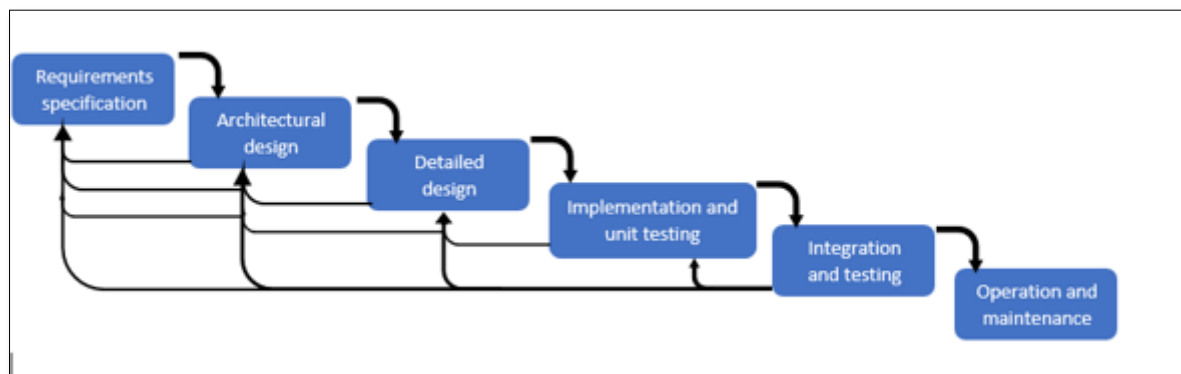 Requirements
specification
Architectural
design
Detailed
design
Implementation and
unit testing
Integration
and testing
Operation and
maintenance